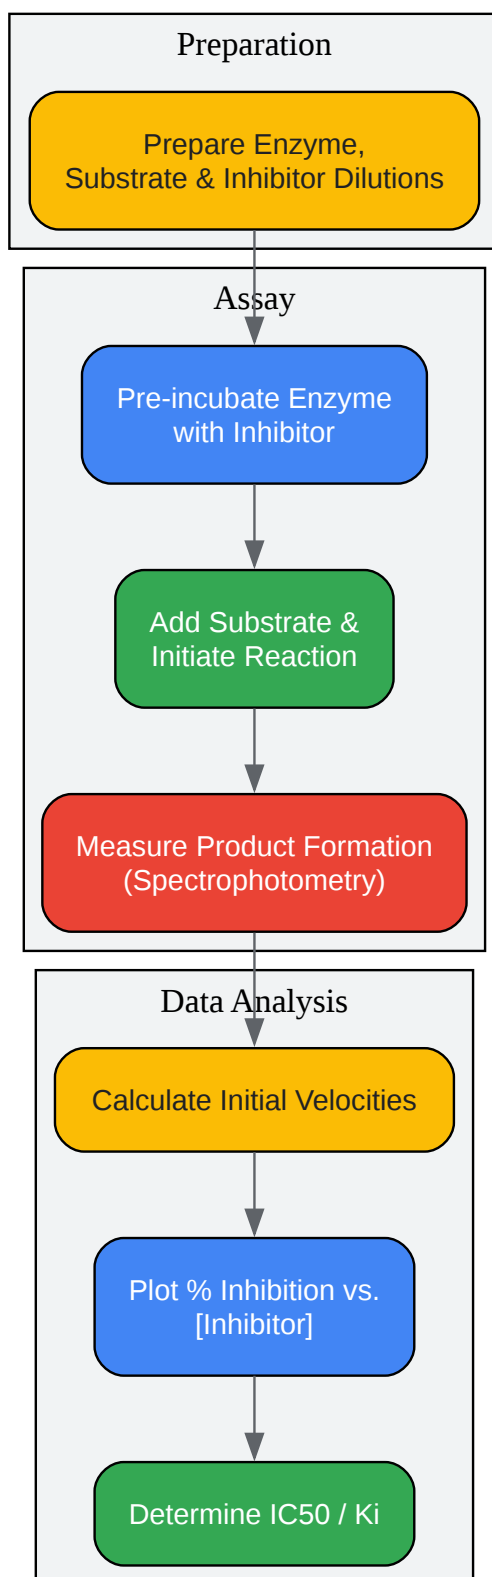 Preparation
Prepare Enzyme,
Substrate & Inhibitor Dilutions
Assay
Pre-incubate Enzyme
with Inhibitor
Add Substrate &
Initiate Reaction
Measure Product Formation
(Spectrophotometry)
Data Analysis
Calculate Initial Velocities
Plot % Inhibition vs.
[Inhibitor]
Determine IC50 / Ki